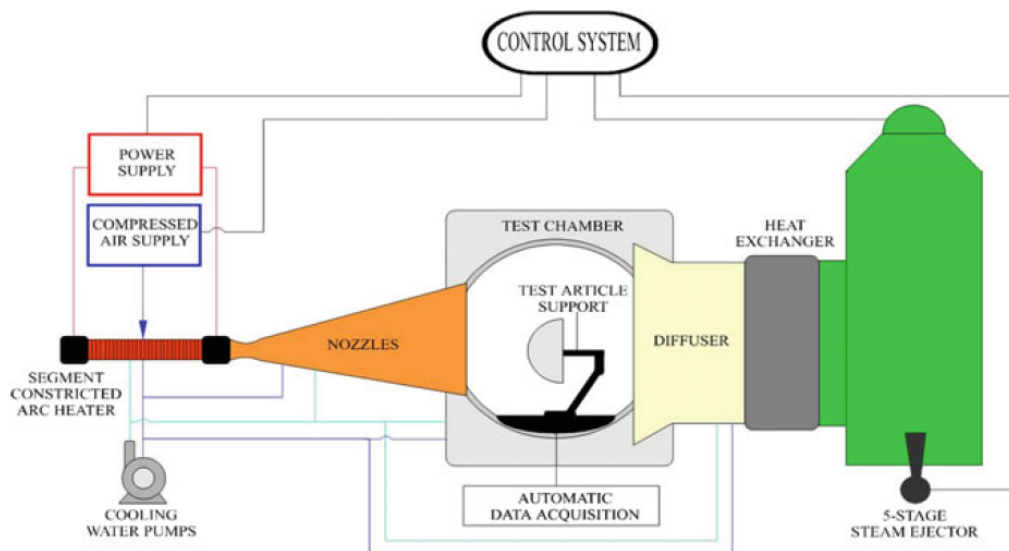 CONTROL SYSTEM
POWER
SUPPLY
COMPRESSED
AIR SUPPLY
TEST CHAMBER
HEAT
EXCHANGER
TEST ARTICLE
SUPPORT
NOZZLES
DIFFUSER
SEGMENT
CONSTRICTED
ARC HEATER
COOLING
WATER PUMPS
AUTOMATIC
DATA ACQUISITION
5-STAGE
STEAM EJECTOR